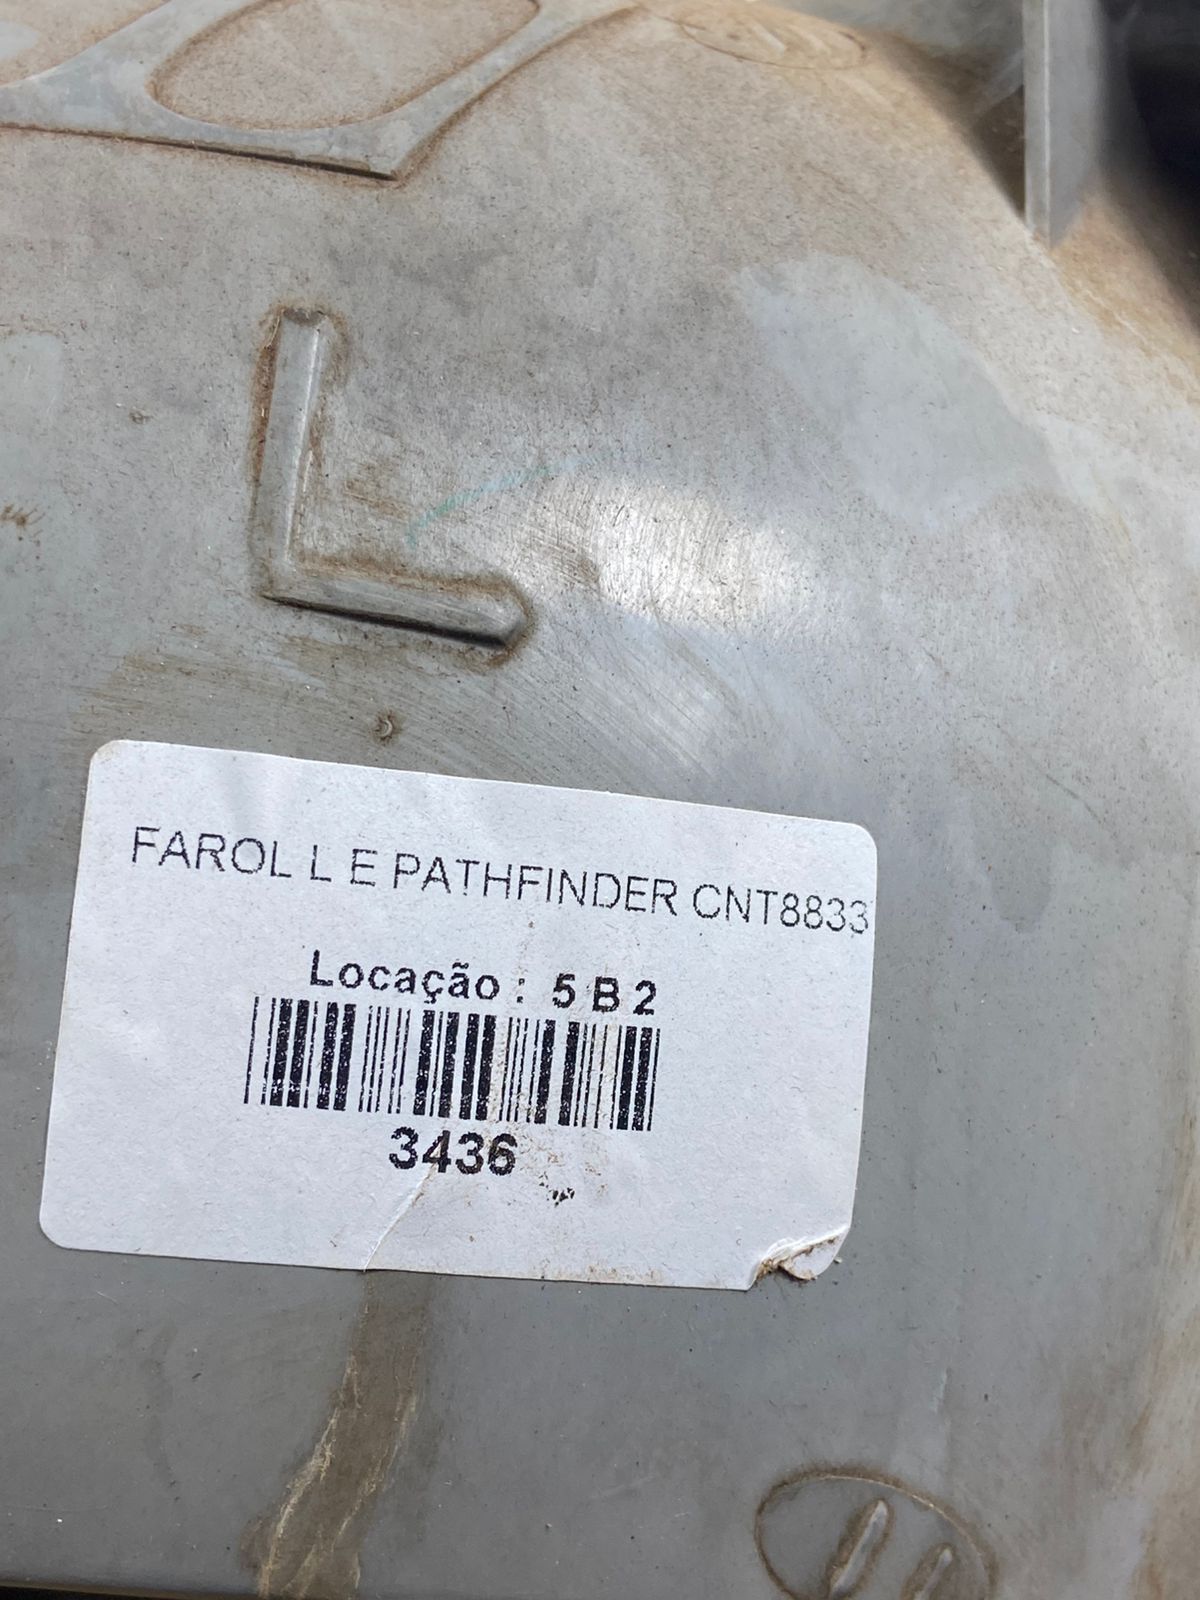 L
FAROL L E PATHFINDER CNT8833
Locação : 5 B 2
3436